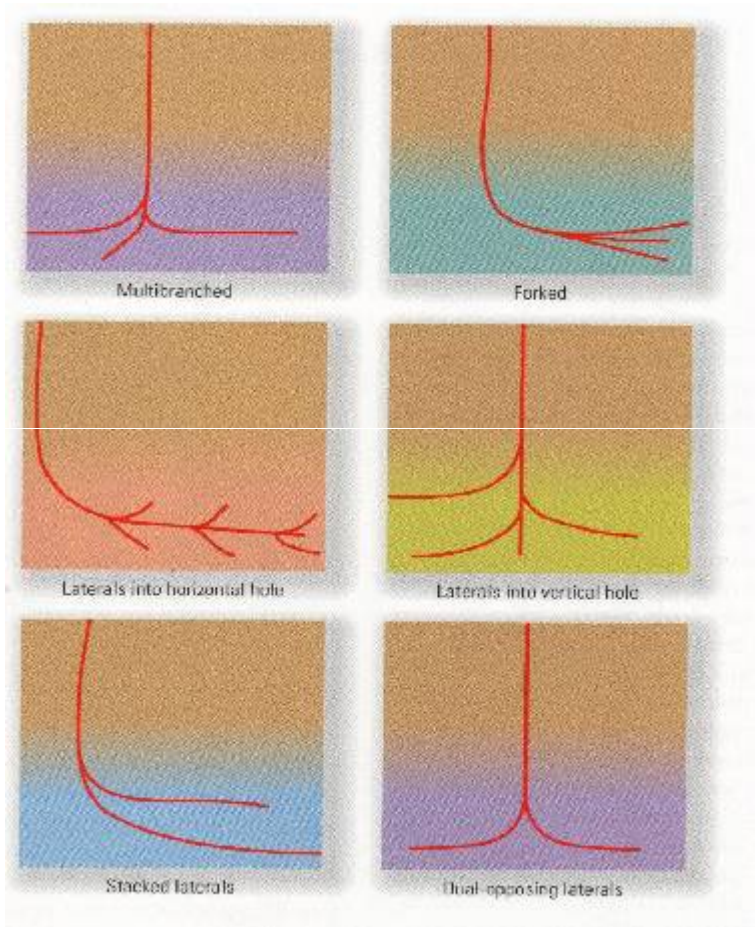 Multibranched
Forked
Laterals into horizontal hole
Laterals into vertical hole
Stacked laterals
Dual-opposing laterals